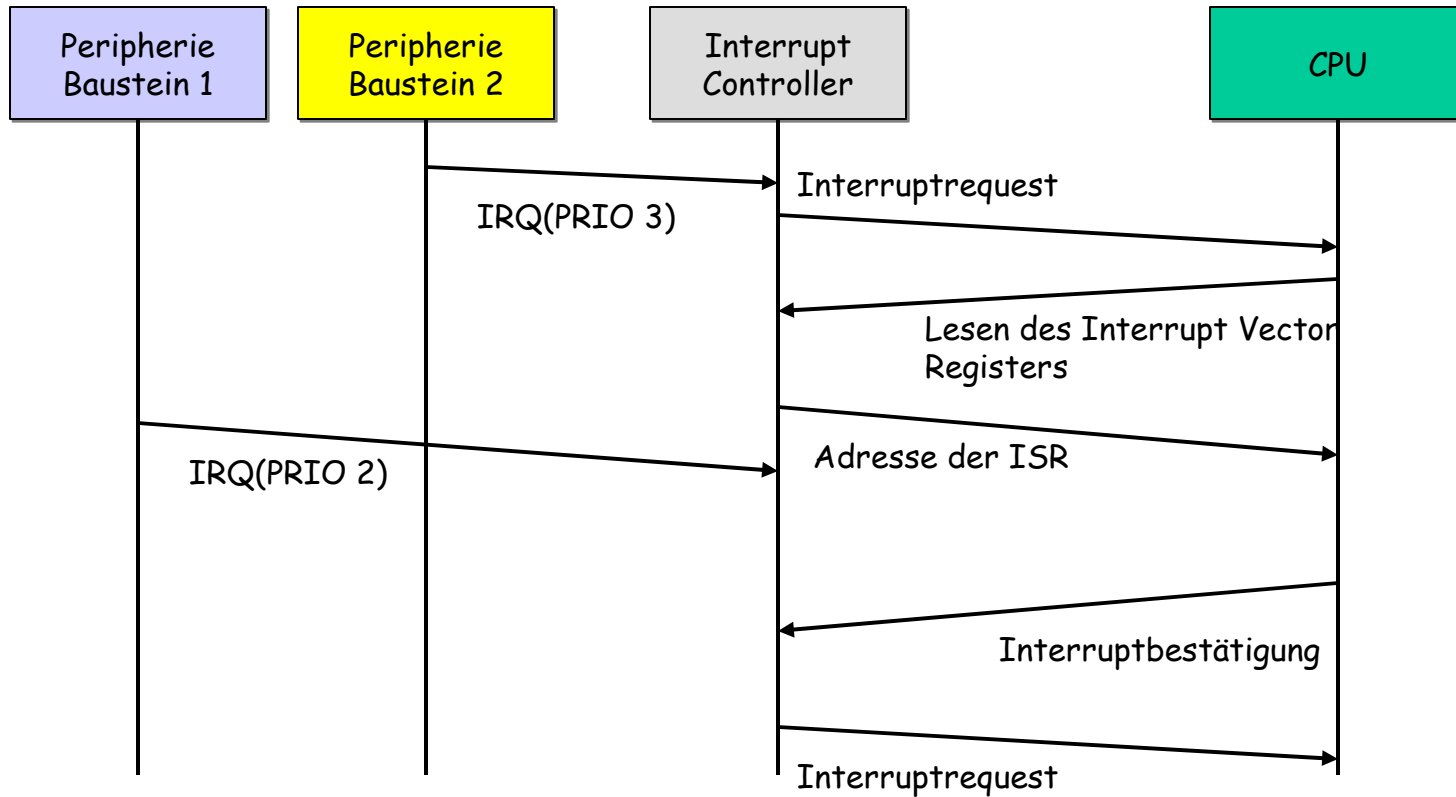 Peripherie
Baustein 1
Peripherie
Baustein 2
Interrupt
Controller
CPU
Interruptrequest
IRQ(PRIO 3)
Lesen des Interrupt Vector
Registers
Adresse der ISR
IRQ(PRIO 2)
Interruptbestätigung
Interruptrequest